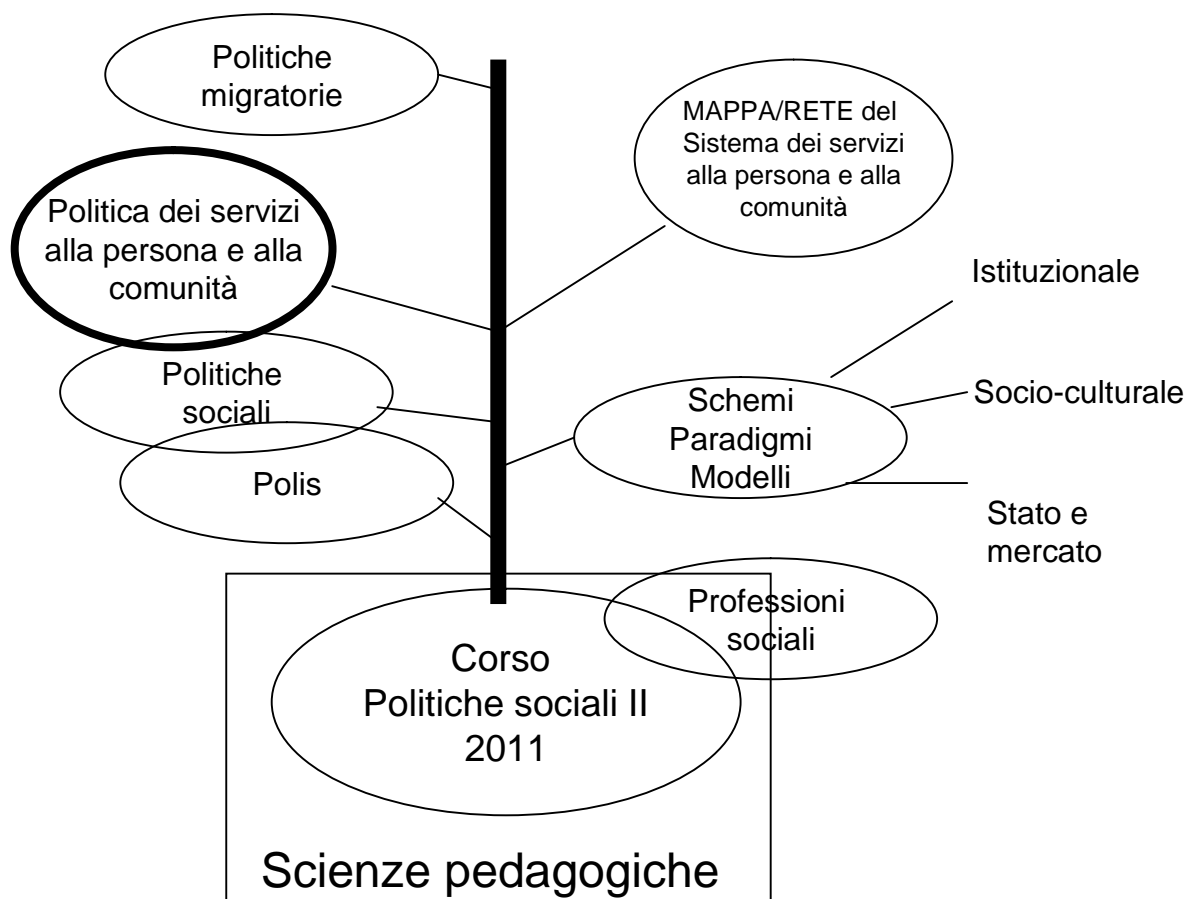 Politiche
migratorie
MAPPA/RETE del
Sistema dei servizi
alla persona e alla
comunità
Politica dei servizi
alla persona e alla
comunità
Istituzionale
Politiche
sociali
Schemi
Paradigmi
Modelli
Socio-culturale
Polis
Stato e
mercato
Professioni
sociali
Corso
Politiche sociali II
2011
Scienze pedagogiche